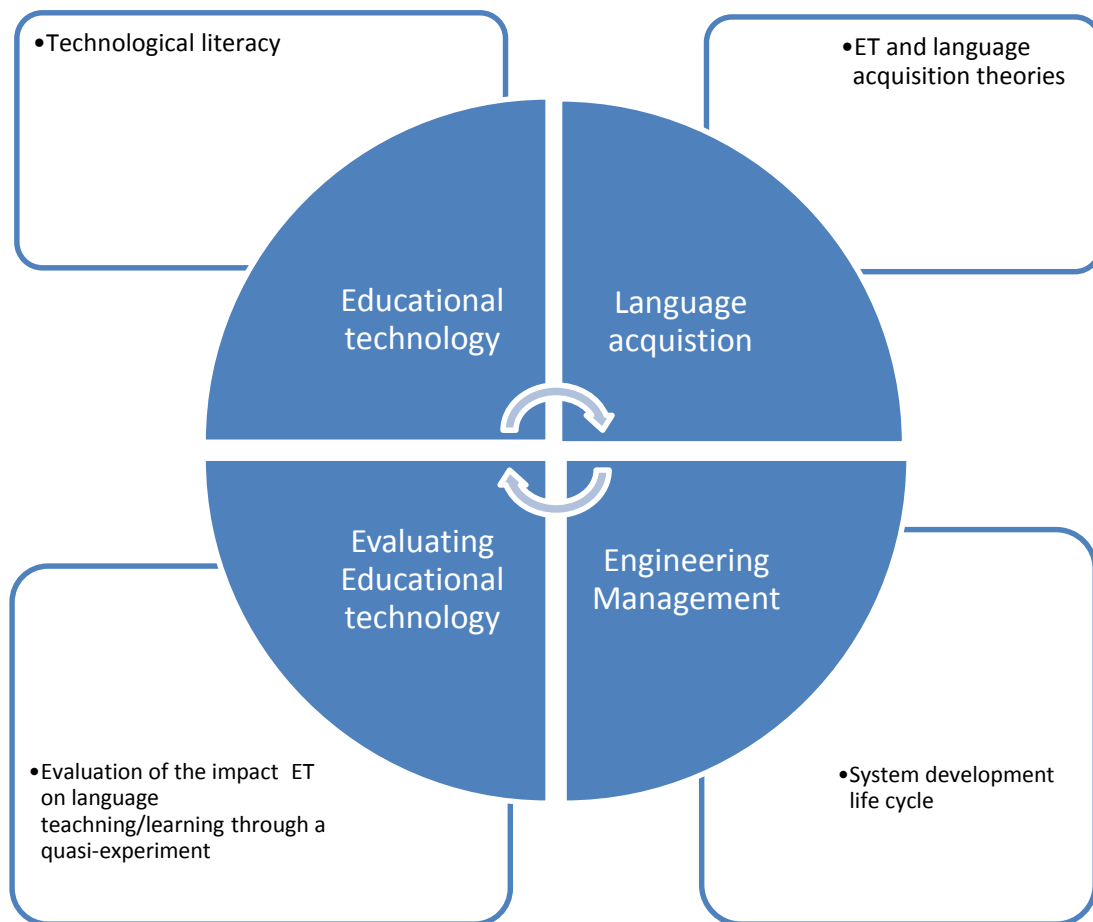 •Technological literacy
•ET and language
acquisition theories
Educational
technology
Language
acquistion
Evaluating
Educational
technology
Engineering
Management
•Evaluation of the impact  ET
on language
teachning/learning through a
quasi-experiment
•System development
life cycle